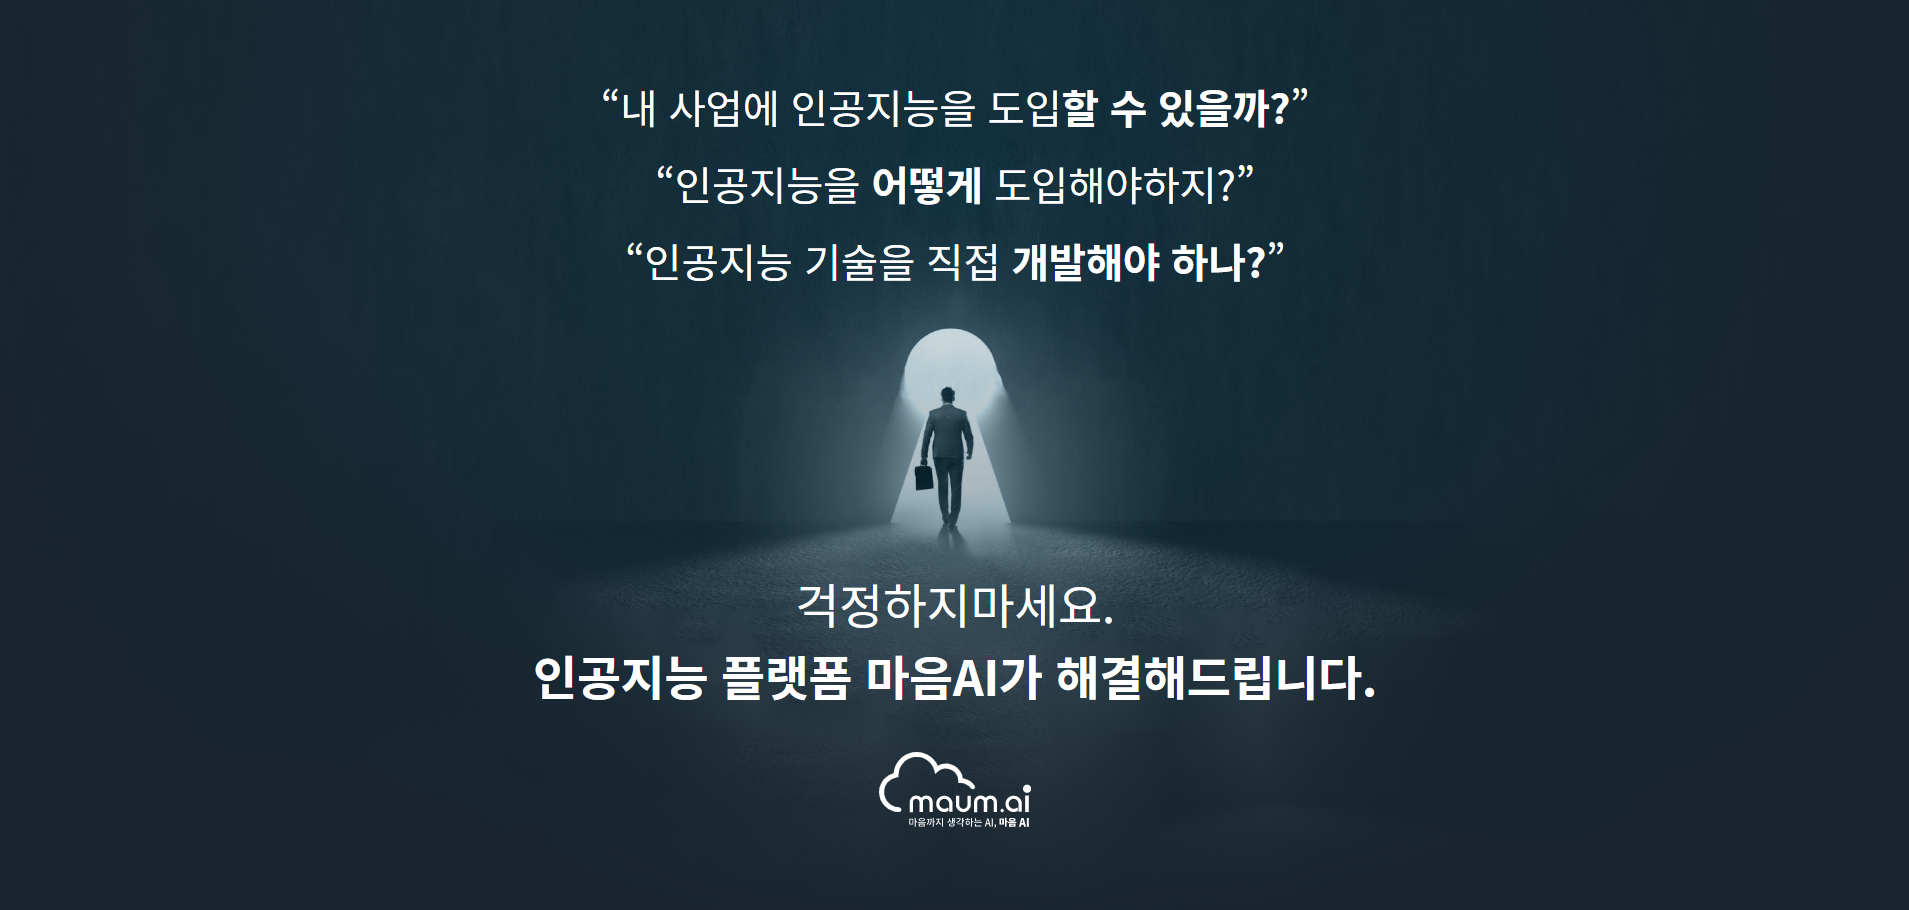 “내 사업에 인공지능을 도입할 수 있을까?”
“인공지능을 어떻게 도입해야하지?”
“인공지능 기술을 직접 개발해야 하나?”
걱정하지마세요.
인공지능 플랫폼 마음AI가 해결해드립니다.
maum.ai
마음까지 생각하는 AI, 마음 AI